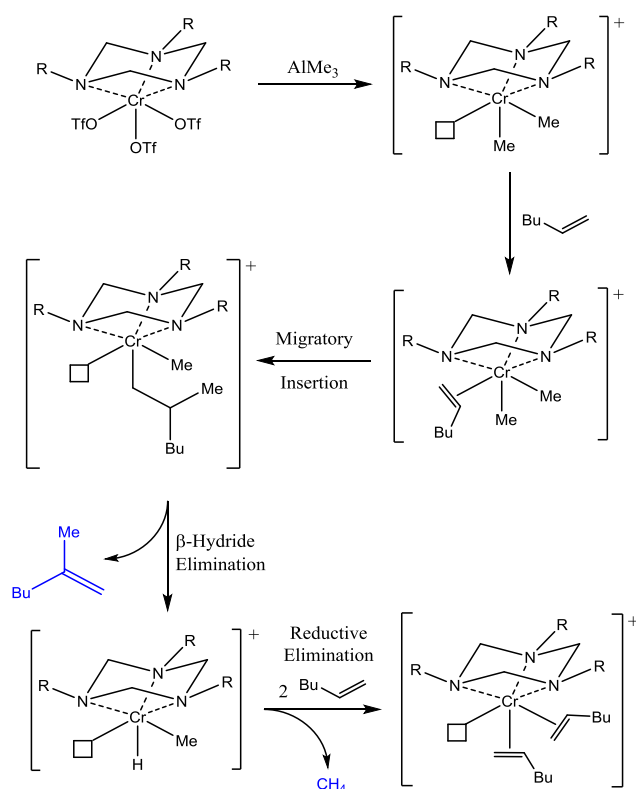 R
R
N
R
N
N
Cr
TfO
OTf
OTf
AlMe3
+
R
R
N
R
N
N
Cr
Me
Me
Bu
+
R
R
N
R
N
N
Cr
Me
Me
Bu
Migratory
Insertion
+
R
R
N
R
N
N
Cr
Me
Me
Bu
β-Hydride
Elimination
Me
Bu
+
R
R
N
R
N
N
Cr
Me
H
Reductive
Elimination
2
Bu
CH4
+
R
R
N
R
N
N
Cr
Bu
Bu